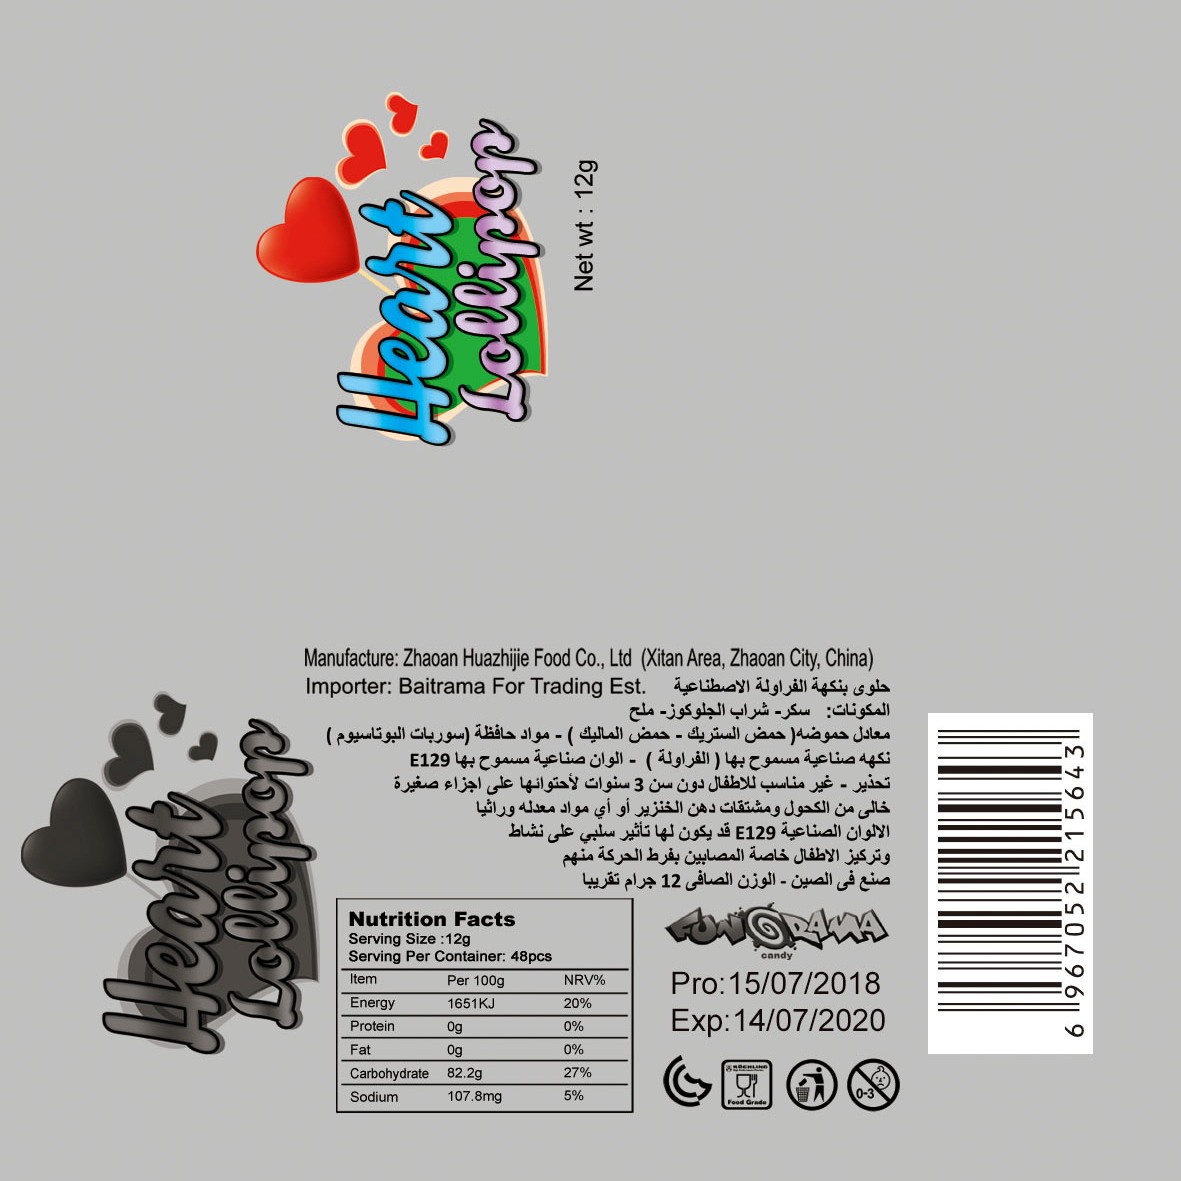 Heart
Lollipop
Net wt : 12g
Manufacture: Zhaoan Huazhijie Food Co., Ltd (Xitan Area, Zhaoan City, China)
Importer: Baitrama For Trading Est.
حلوى بنكهة الفراولة الاصطناعية
المكونات: سكر- شراب الجلوكوز- ملح
معادل حموضه( حمض الستريك - حمض الماليك ) - مواد حافظة (سوربات البوتاسيوم )
نكهه صناعية مسموح بها ( الفراولة ) - الوان صناعية مسموح بها E129
تحذير - غير مناسب للاطفال دون سن 3 سنوات لأحتوائها على اجزاء صغيرة
خالى من الكحول ومشتقات دهن الخنزير أو أي مواد معدله وراثيا
الالوان الصناعية E129 قد يكون لها تأثير سلبي على نشاط
وتركيز الاطفال خاصة المصابين بفرط الحركة منهم
صنع فى الصين - الوزن الصافى 12 جرام تقريبا
Heart
Lollipop
Nutrition Facts
Serving Size :12g
Serving Per Container: 48pcs
Item Per 100g NRV%
Energy 1651KJ 20%
Protein 0g 0%
Fat 0g 0%
Carbohydrate 82.2g 27%
Sodium 107.8mg 5%
FUN RAMA
candy
Pro:15/07/2018
Exp:14/07/2020
Food Grade
0-3
6 967052 215643